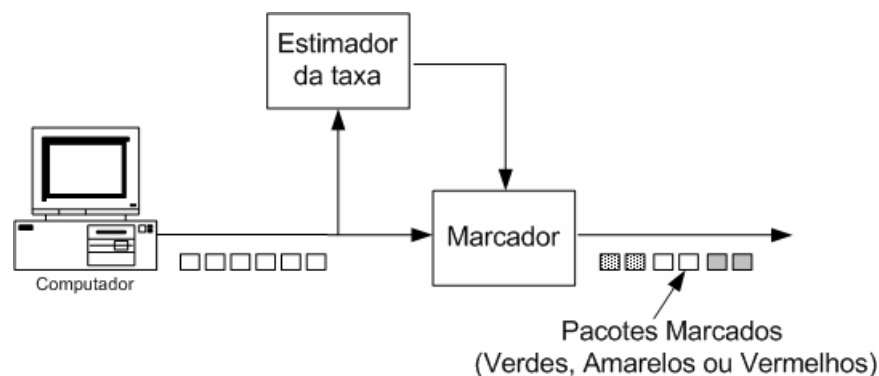 Estimador
da taxa
Marcador
Computador
Pacotes Marcados
(Verdes, Amarelos ou Vermelhos)